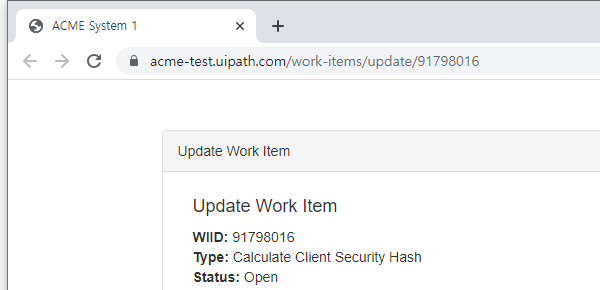 ACME System 1
acme-test.uipath.com/work-items/update/91798016
Update Work Item
Update Work Item
WIID: 91798016
Type: Calculate Client Security Hash
Status: Open